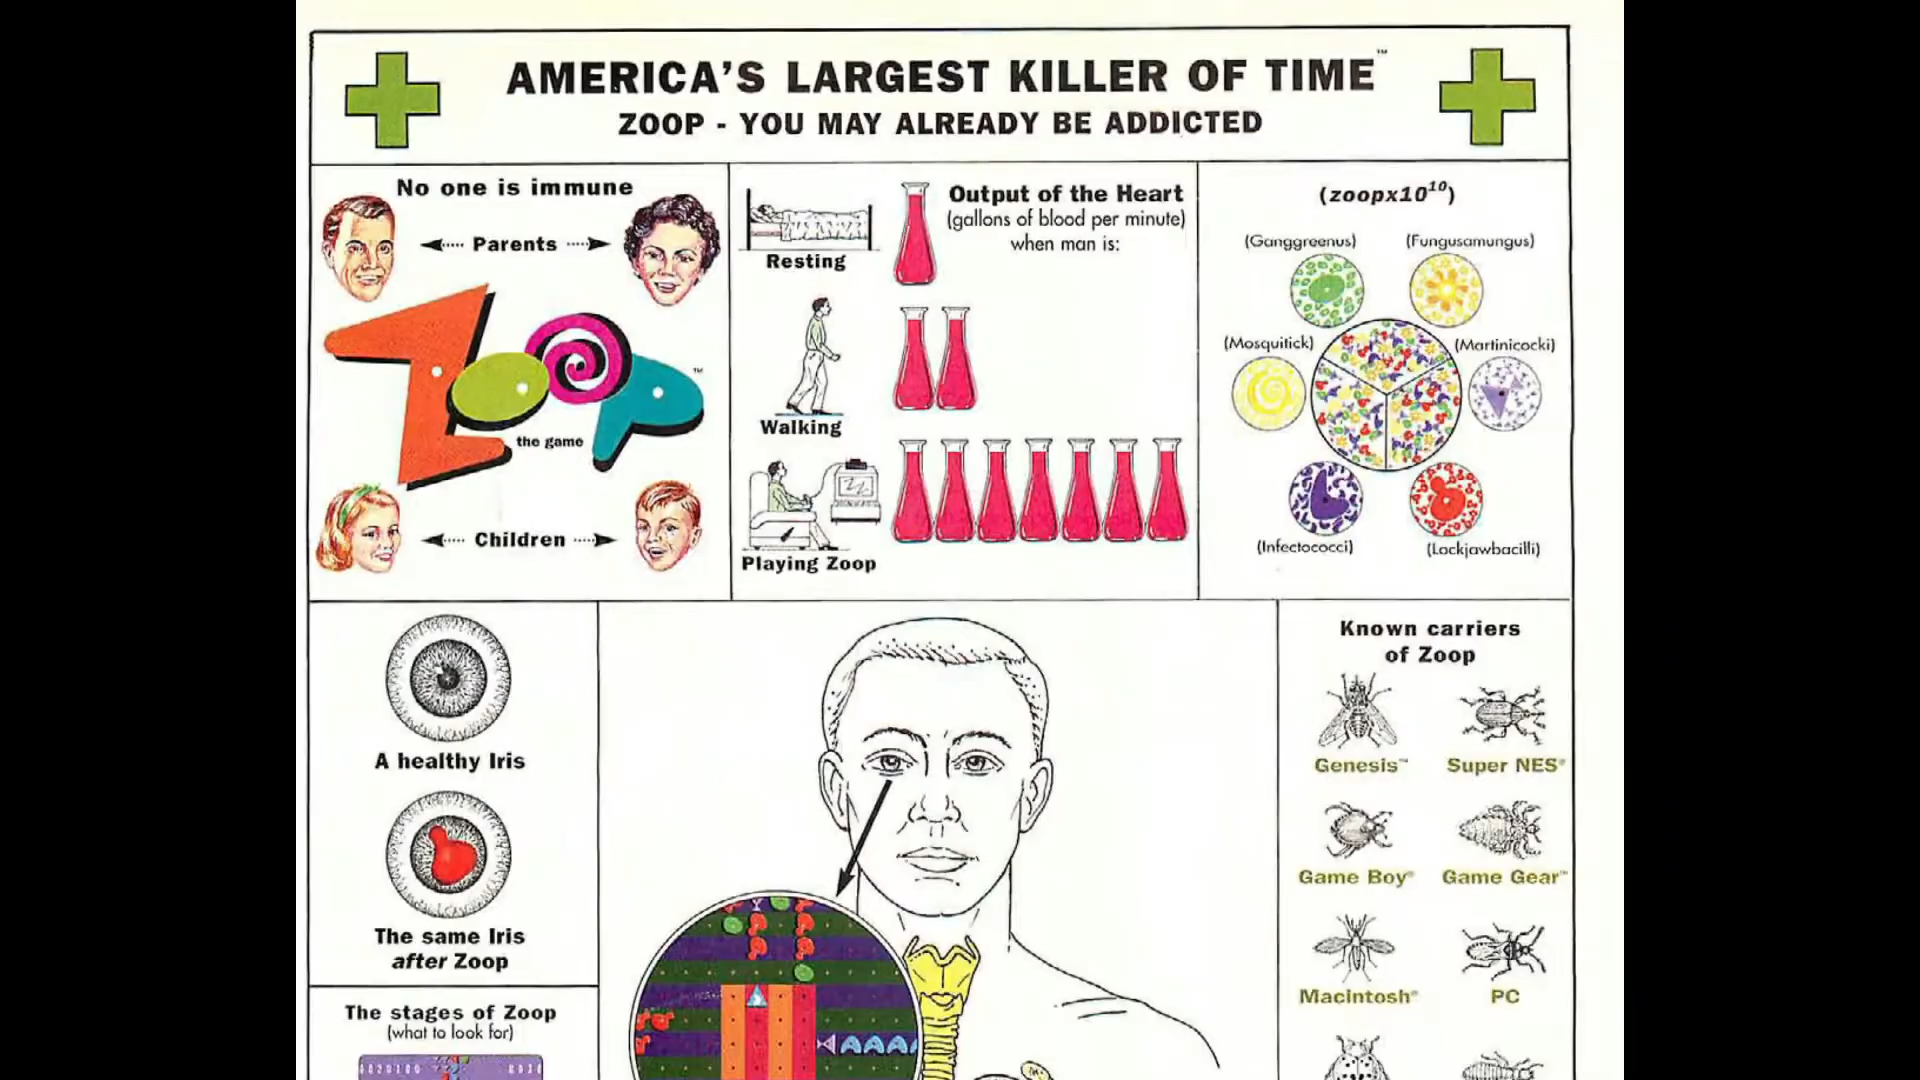 AMERICA'S LARGEST KILLER OF TIME™
ZOOP - YOU MAY ALREADY BE ADDICTED
No one is immune
Parents
ZOOP™
the game
Children
Output of the Heart
(gallons of blood per minute)
when man is:
Resting
Walking
Playing Zoop
(zoopx10¹⁰)
(Ganggreenus)
(Fungusamungus)
(Mosquitick)
(Martinicocki)
(Infectococci)
(Lockjawbacilli)
A healthy Iris
The same Iris
after Zoop
The stages of Zoop
(what to look for)
Known carriers
of Zoop
Genesis™
Super NES®
Game Boy®
Game Gear™
Macintosh®
PC